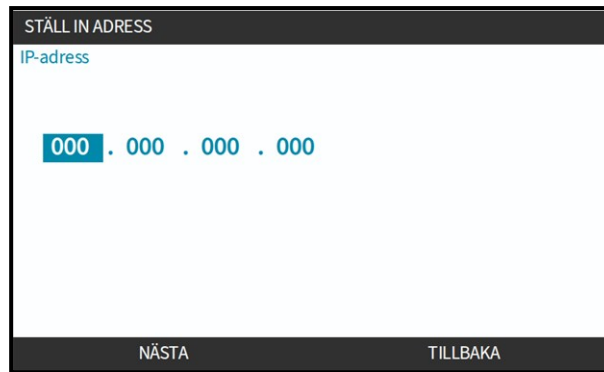 STÄLL IN ADRESS
IP-adress
000 . 000 . 000 . 000
NÄSTA TILLBAKA